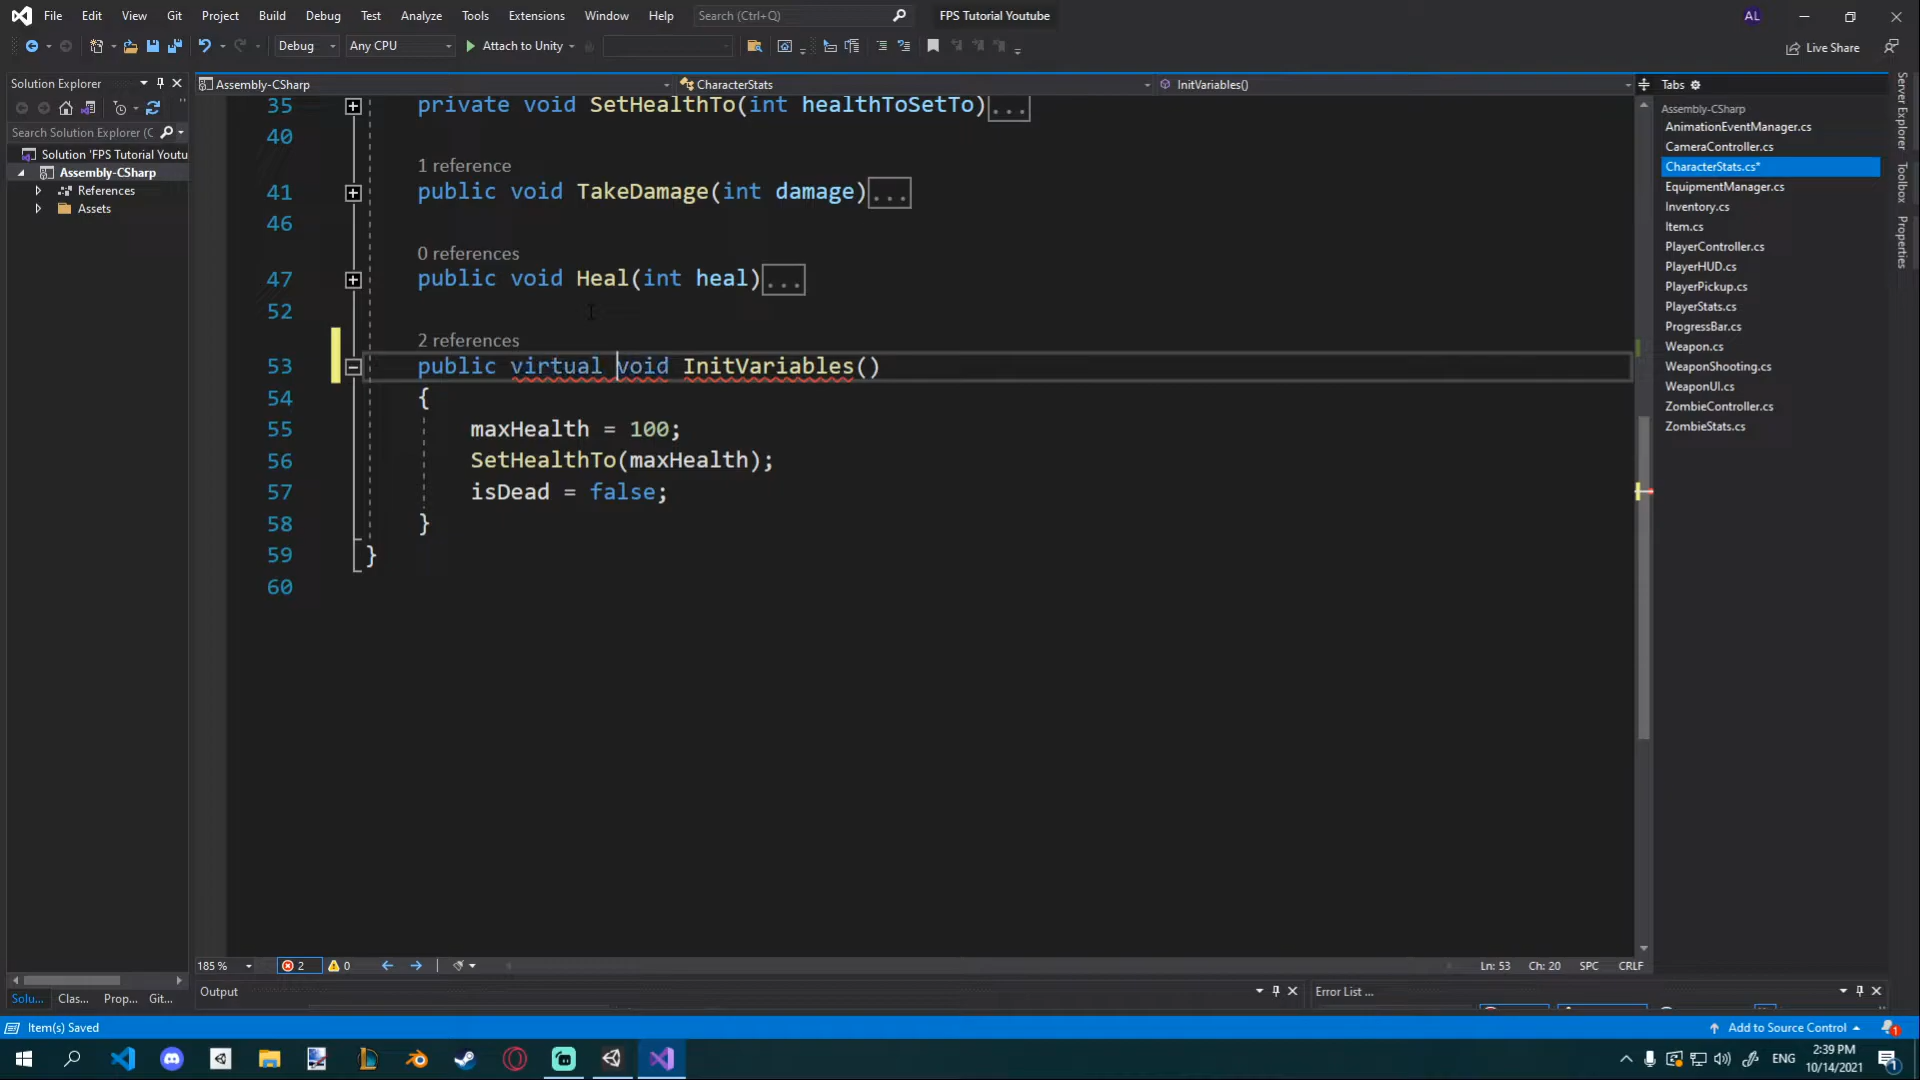 File Edit View Git Project Build Debug Test Analyze Tools Extensions Window Help Search (Ctrl+Q) FPS Tutorial Youtube AL
Debug Any CPU Attach to Unity Live Share
Solution Explorer
Search Solution Explorer (C
Solution 'FPS Tutorial Youtu
Assembly-CSharp
References
Assets
Solu... Clas... Prop... Git...
Assembly-CSharp CharacterStats InitVariables()
35 private void SetHealthTo(int healthToSetTo)...
40
1 reference
41 public void TakeDamage(int damage)...
46
0 references
47 public void Heal(int heal)...
52
2 references
53 public virtual void InitVariables()
54 {
55 maxHealth = 100;
56 SetHealthTo(maxHealth);
57 isDead = false;
58 }
59 }
60
185 % 2 0 Ln: 53 Ch: 20 SPC CRLF
Output Error List ...
Tabs
Assembly-CSharp
AnimationEventManager.cs
CameraController.cs
CharacterStats.cs*
EquipmentManager.cs
Inventory.cs
Item.cs
PlayerController.cs
PlayerHUD.cs
PlayerPickup.cs
PlayerStats.cs
ProgressBar.cs
Weapon.cs
WeaponShooting.cs
WeaponUI.cs
ZombieController.cs
ZombieStats.cs
Server Explorer
Toolbox
Properties
Item(s) Saved Add to Source Control 1
ENG 2:39 PM 1
10/14/2021